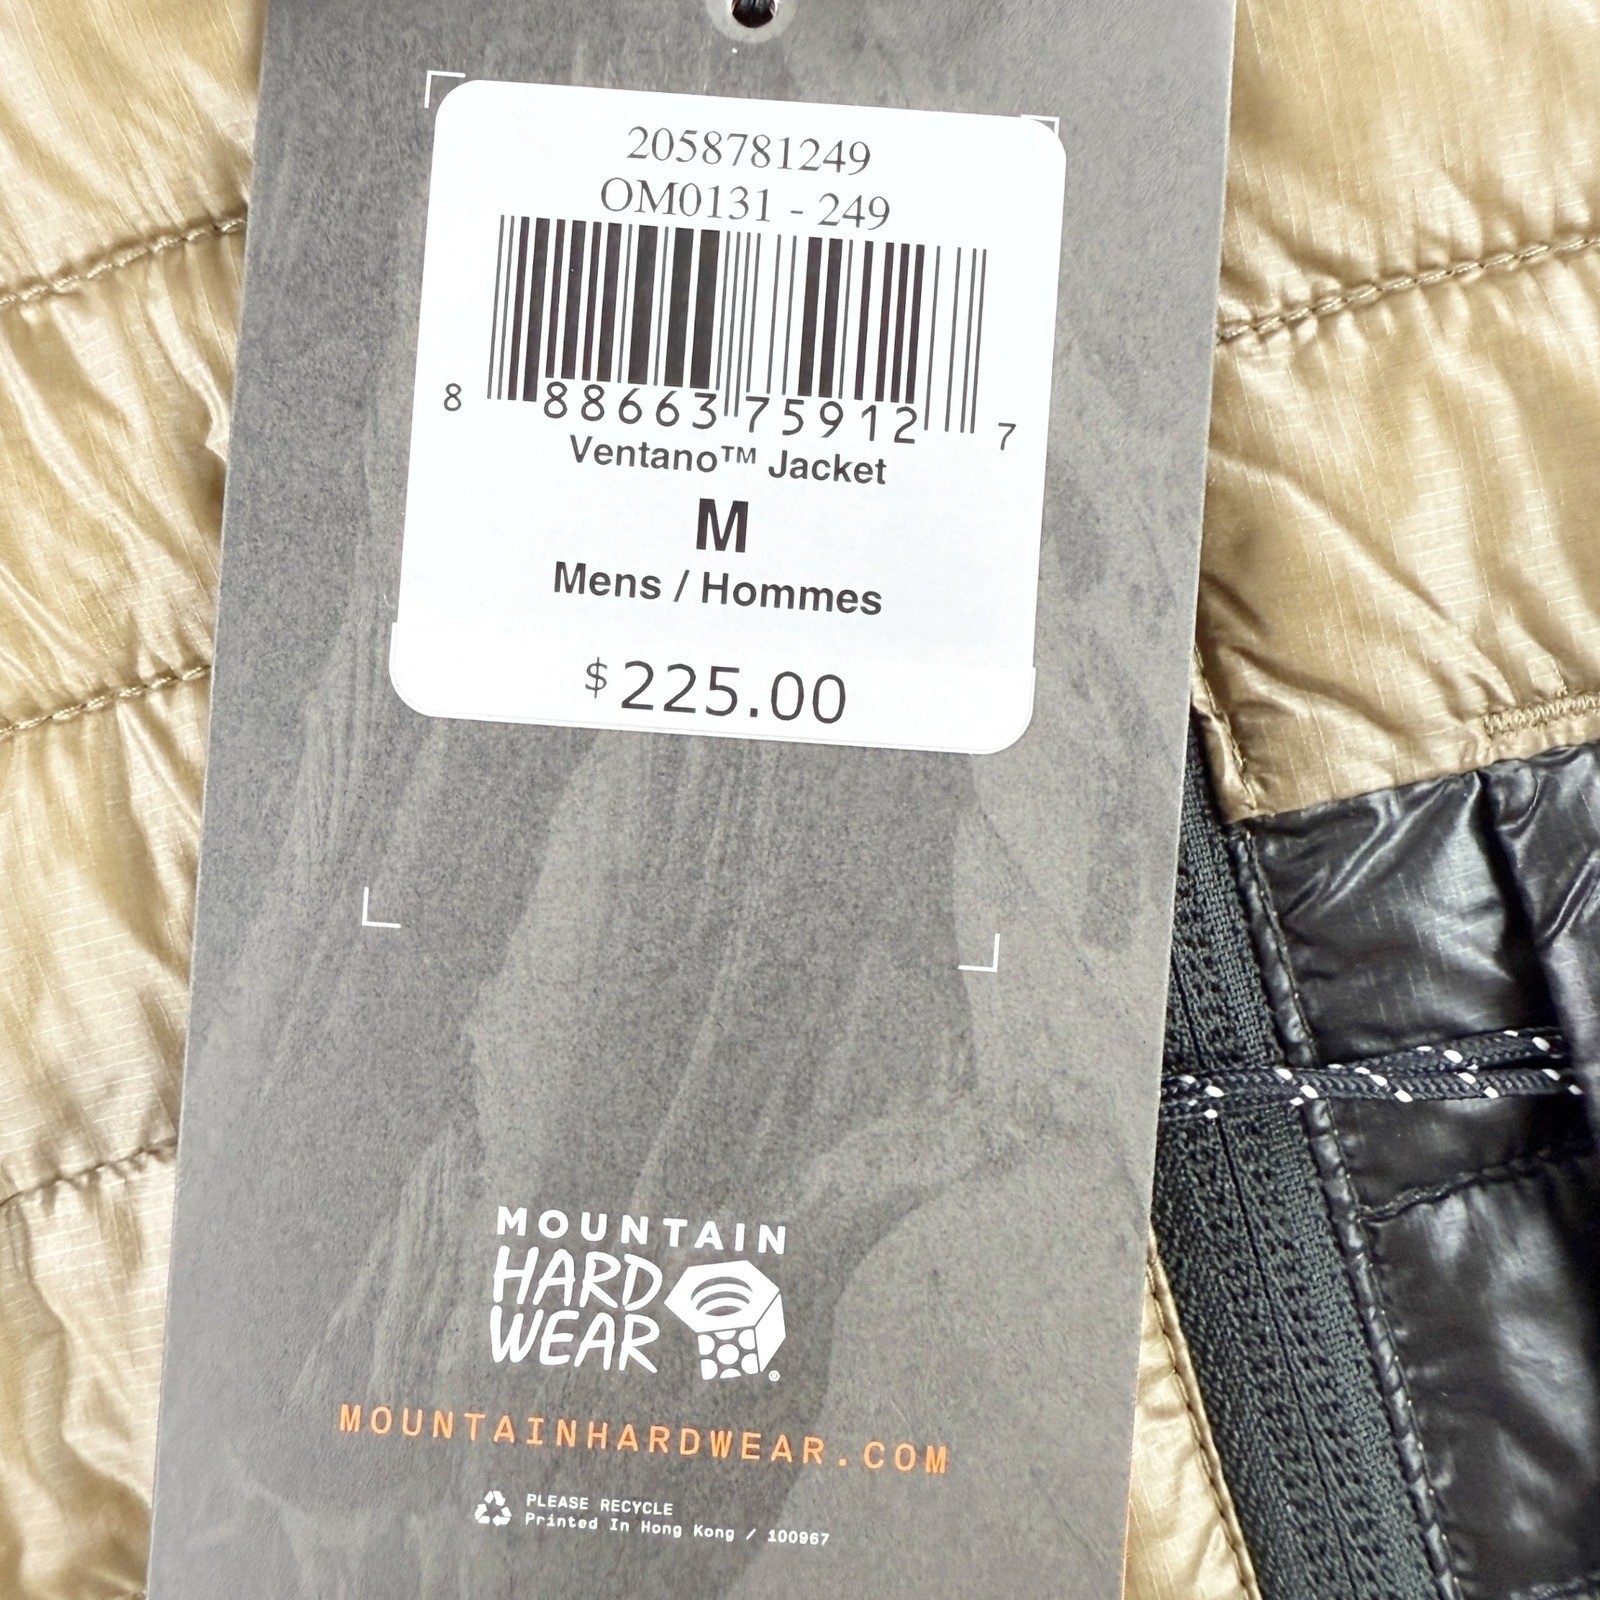 2058781249
OM0131 - 249
8 88663 75912 7
Ventano™ Jacket
M
Mens / Hommes
$225.00
MOUNTAIN
HARD
WEAR®
MOUNTAINHARDWEAR.COM
PLEASE RECYCLE
Printed In Hong Kong / 100967